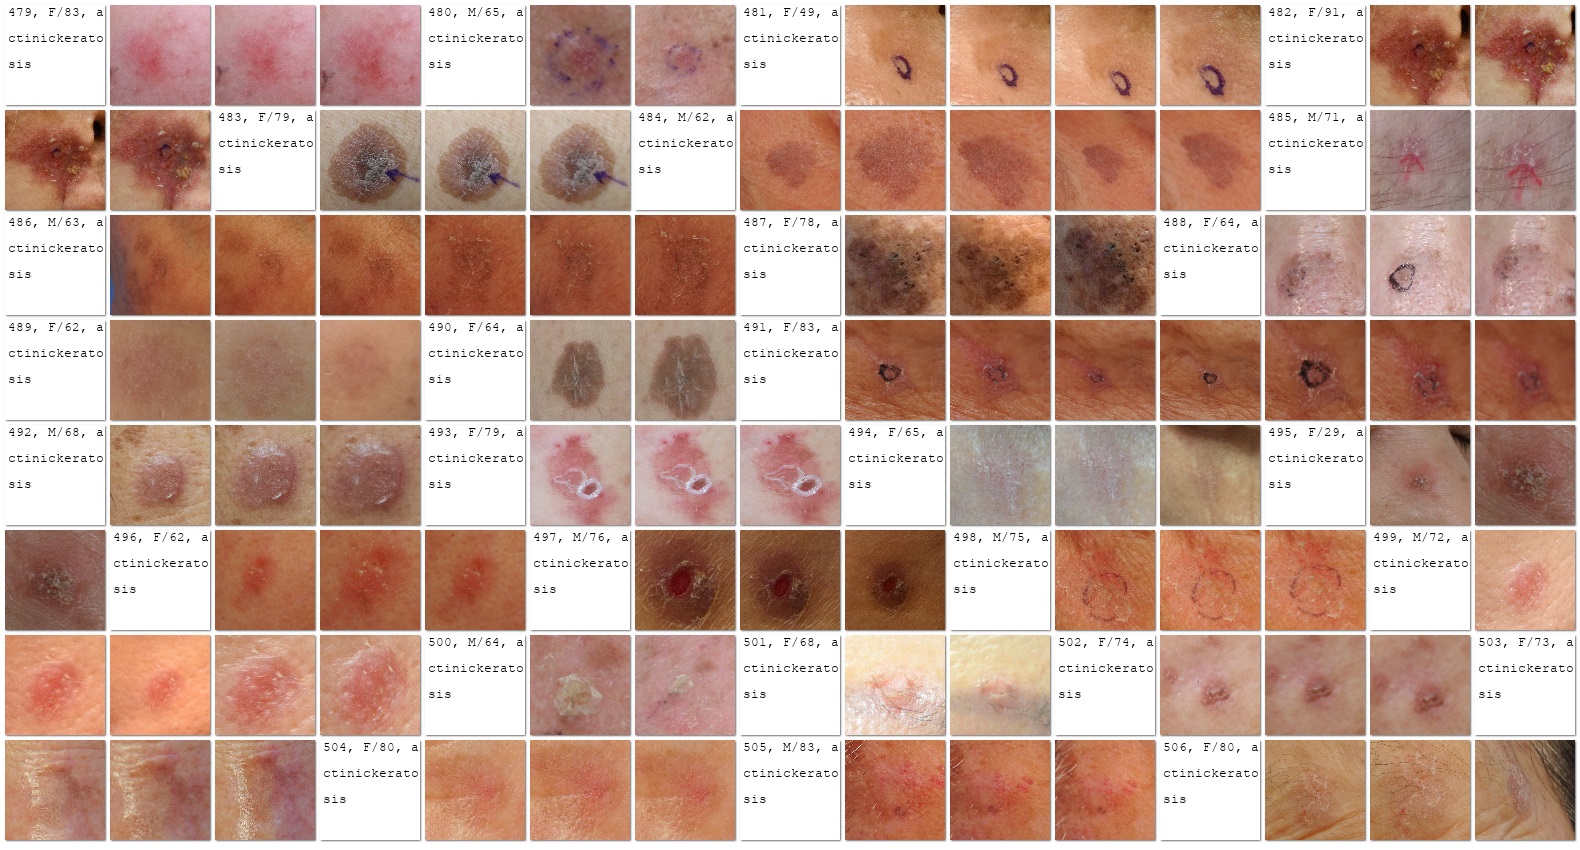 479, F/83, a
ctinickerato
sis
480, M/65, a
ctinickerato
sis
481, F/49, a
ctinickerato
sis
482, F/91, a
ctinickerato
sis
483, F/79, a
ctinickerato
sis
484, M/62, a
ctinickerato
sis
485, M/71, a
ctinickerato
sis
486, M/63, a
ctinickerato
sis
487, F/78, a
ctinickerato
sis
488, F/64, a
ctinickerato
sis
489, F/62, a
ctinickerato
sis
490, F/64, a
ctinickerato
sis
491, F/83, a
ctinickerato
sis
492, M/68, a
ctinickerato
sis
493, F/79, a
ctinickerato
sis
494, F/65, a
ctinickerato
sis
495, F/29, a
ctinickerato
sis
496, F/62, a
ctinickerato
sis
497, M/76, a
ctinickerato
sis
498, M/75, a
ctinickerato
sis
499, M/72, a
ctinickerato
sis
500, M/64, a
ctinickerato
sis
501, F/68, a
ctinickerato
sis
502, F/74, a
ctinickerato
sis
503, F/73, a
ctinickerato
sis
504, F/80, a
ctinickerato
sis
505, M/83, a
ctinickerato
sis
506, F/80, a
ctinickerato
sis